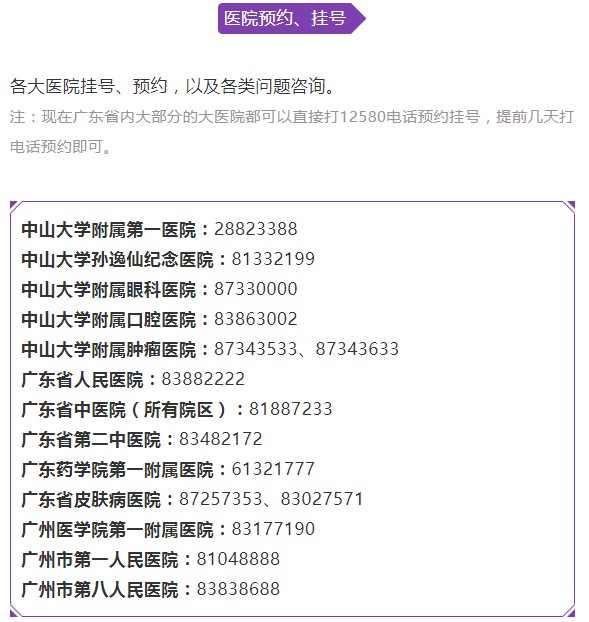 医院预约、挂号
各大医院挂号、预约，以及各类问题咨询。
注：现在广东省内大部分的大医院都可以直接打12580电话预约挂号，提前几天打
电话预约即可。
中山大学附属第一医院：28823388
中山大学孙逸仙纪念医院：81332199
中山大学附属眼科医院：87330000
中山大学附属口腔医院：83863002
中山大学附属肿瘤医院：87343533、87343633
广东省人民医院：83882222
广东省中医院（所有院区）：81887233
广东省第二中医院：83482172
广东药学院第一附属医院：61321777
广东省皮肤病医院：87257353、83027571
广州医学院第一附属医院：83177190
广州市第一人民医院：81048888
广州市第八人民医院：83838688